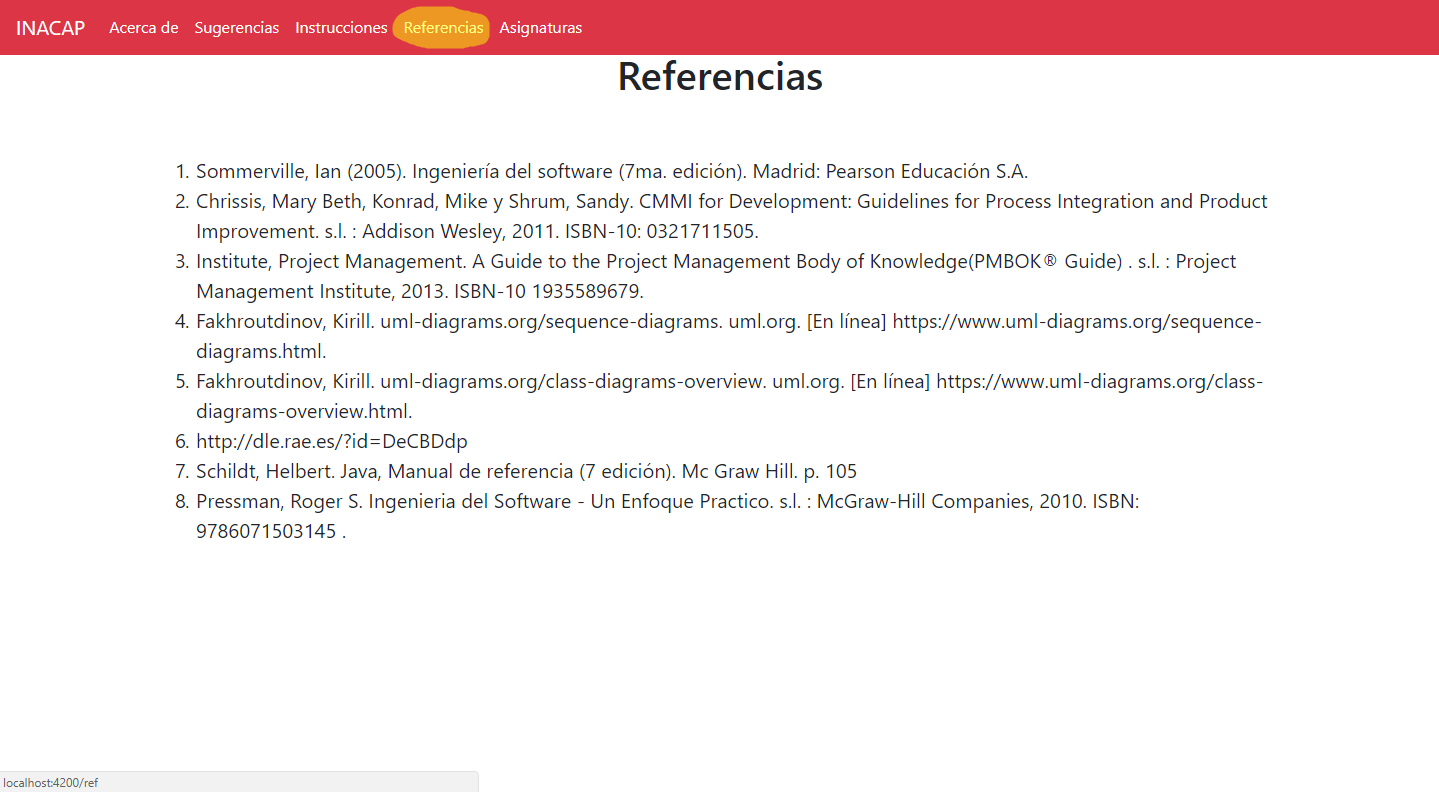 INACAP Acerca de Sugerencias Instrucciones Referencias Asignaturas
Referencias
1. Sommerville, Ian (2005). Ingeniería del software (7ma. edición). Madrid: Pearson Educación S.A.
2. Chrissis, Mary Beth, Konrad, Mike y Shrum, Sandy. CMMI for Development: Guidelines for Process Integration and Product
Improvement. s.l. : Addison Wesley, 2011. ISBN-10: 0321711505.
3. Institute, Project Management. A Guide to the Project Management Body of Knowledge(PMBOK® Guide) . s.l. : Project
Management Institute, 2013. ISBN-10 1935589679.
4. Fakhroutdinov, Kirill. uml-diagrams.org/sequence-diagrams. uml.org. [En línea] https://www.uml-diagrams.org/sequence-
diagrams.html.
5. Fakhroutdinov, Kirill. uml-diagrams.org/class-diagrams-overview. uml.org. [En línea] https://www.uml-diagrams.org/class-
diagrams-overview.html.
6. http://dle.rae.es/?id=DeCBDdp
7. Schildt, Helbert. Java, Manual de referencia (7 edición). Mc Graw Hill. p. 105
8. Pressman, Roger S. Ingenieria del Software - Un Enfoque Practico. s.l. : McGraw-Hill Companies, 2010. ISBN:
9786071503145 .
localhost:4200/ref